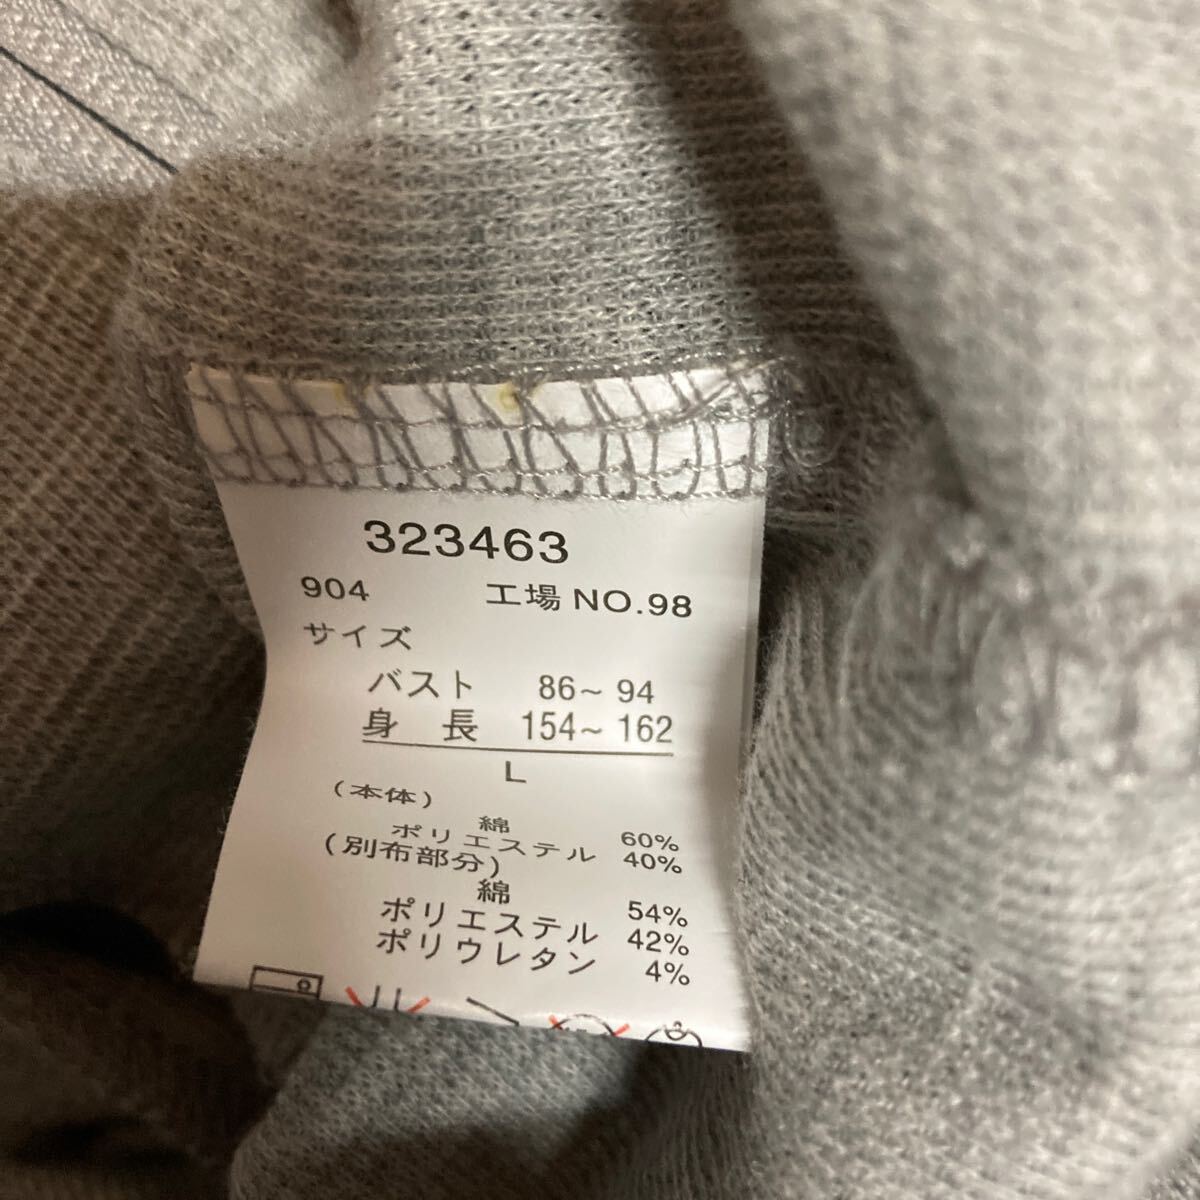 323463
904 工場 NO.98
サイズ
バスト 86~ 94
身 長 154~ 162
L
(本体)
綿 60%
ポリエステル 40%
(別布部分)
綿 54%
ポリエステル 42%
ポリウレタン 4%